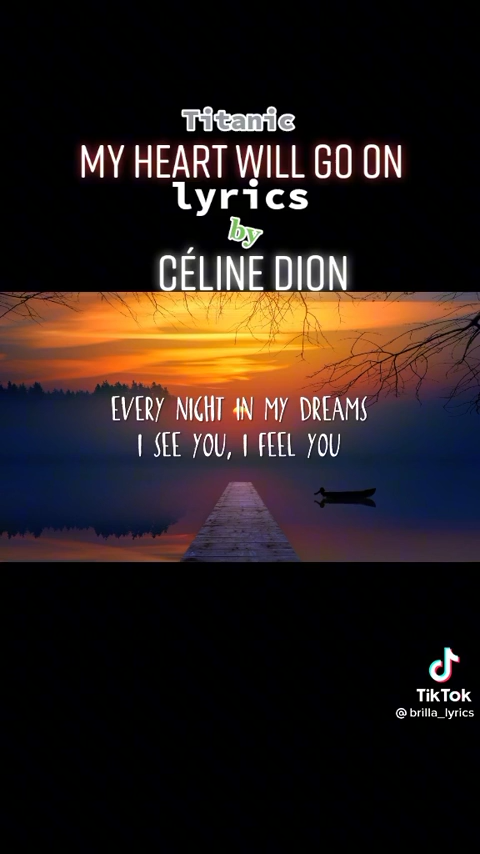 Titanic
MY HEART WILL GO ON
lyrics
by
CÉLINE DION
EVERY NIGHT IN MY DREAMS
I SEE YOU, I FEEL YOU
TikTok
@brilla_lyrics